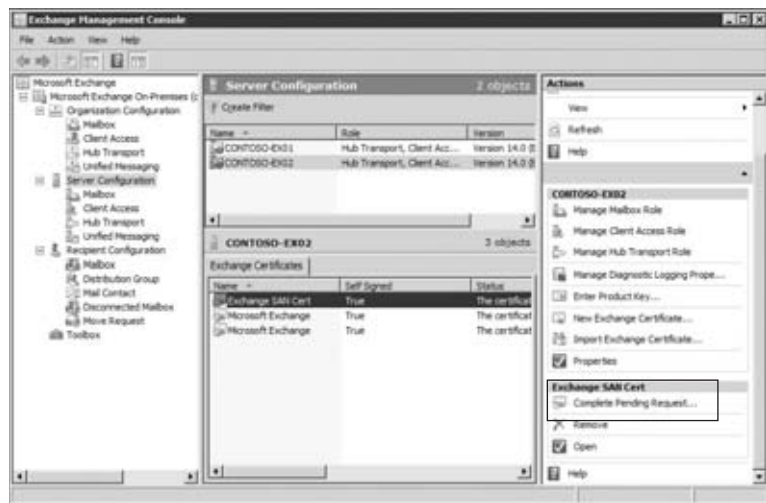 Exchange Management Console
File Action View Help
Microsoft Exchange
Microsoft Exchange On-Premises (c
Organization Configuration
Mailbox
Client Access
Hub Transport
Unified Messaging
Server Configuration
Mailbox
Client Access
Hub Transport
Unified Messaging
Recipient Configuration
Mailbox
Distribution Group
Mail Contact
Disconnected Mailbox
Move Request
Toolbox
Server Configuration 2 objects
Create Filter
Name Role Version
CONTOSO-EX01 Hub Transport, Client Acc... Version 14.0 (B
CONTOSO-EX02 Hub Transport, Client Acc... Version 14.0 (B
CONTOSO-EX02 3 objects
Exchange Certificates
Name Self Signed Status
Exchange SAN Cert True The certificat
Microsoft Exchange True The certificat
Microsoft Exchange True The certificat
Actions
View
Refresh
Help
CONTOSO-EX02
Manage Mailbox Role
Manage Client Access Role
Manage Hub Transport Role
Manage Diagnostic Logging Prope...
Enter Product Key...
New Exchange Certificate...
Import Exchange Certificate...
Properties
Exchange SAN Cert
Complete Pending Request...
Remove
Open
Help